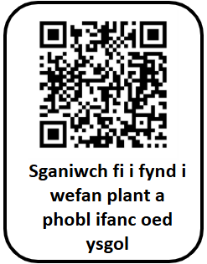 Sganiwch fi i fynd i
wefan plant a
phobl ifanc oed
ysgol